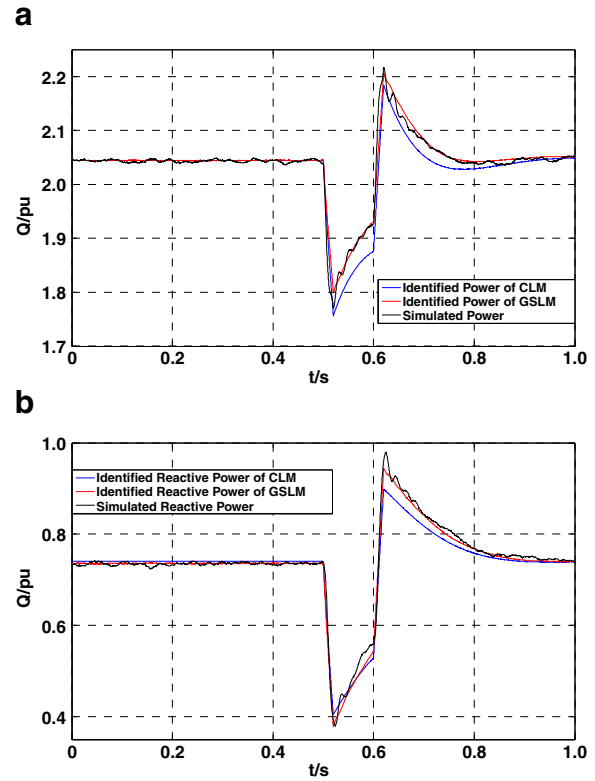 a
2.2
2.1
2.0
1.9
1.8
1.7
Q/pu
Identified Power of CLM
Identified Power of GSLM
Simulated Power
0 0.2 0.4 0.6 0.8 1.0
t/s
b
1.0
0.8
0.6
0.4
Q/pu
Identified Reactive Power of CLM
Identified Reactive Power of GSLM
Simulated Reactive Power
0 0.2 0.4 0.6 0.8 1.0
t/s